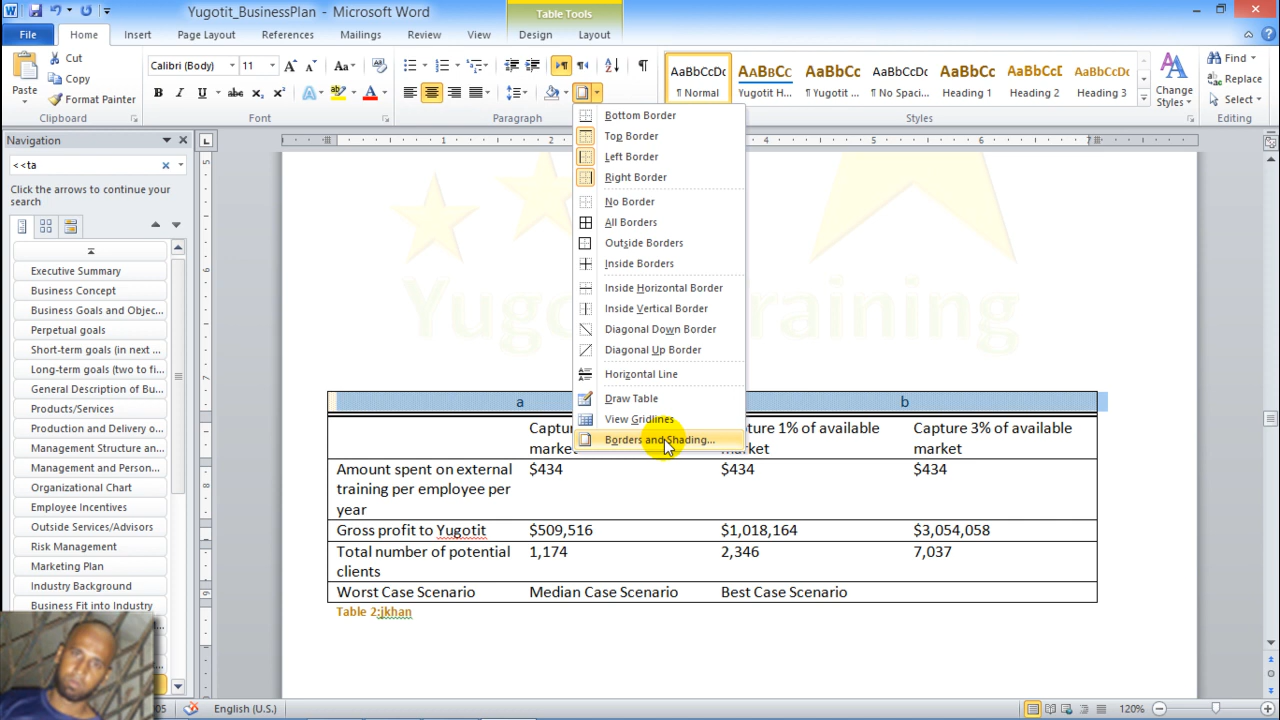 Yugotit_BusinessPlan - Microsoft Word
Table Tools
File Home Insert Page Layout References Mailings Review View Design Layout
Cut
Copy
Format Painter
Paste
Clipboard
Calibri (Body) 11
Aa
B I U abc x₂ x²
A
Font
Paragraph
AaBbCcDc AaBbCc AaBbCc AaBbCcDc AaBbCc AaBbCcD AaBbCc
¶ Normal Yugotit H... ¶ Yugotit ... ¶ No Spaci... Heading 1 Heading 2 Heading 3
Change
Styles
Styles
Find
Replace
Select
Editing
Navigation
<<ta
Click the arrows to continue your
search
Executive Summary
Business Concept
Business Goals and Objec...
Perpetual goals
Short-term goals (in next ...
Long-term goals (two to fi...
General Description of Bu...
Products/Services
Production and Delivery o...
Management Structure an...
Management and Person...
Organizational Chart
Employee Incentives
Outside Services/Advisors
Risk Management
Marketing Plan
Industry Background
Business Fit into Industry
Bottom Border
Top Border
Left Border
Right Border
No Border
All Borders
Outside Borders
Inside Borders
Inside Horizontal Border
Inside Vertical Border
Diagonal Down Border
Diagonal Up Border
Horizontal Line
Draw Table
View Gridlines
Borders and Shading...
a b
1% of available Capture 3% of available
market market market
Amount spent on external $434 $434 $434
training per employee per
year
Gross profit to Yugotit $509,516 $1,018,164 $3,054,058
Total number of potential 1,174 2,346 7,037
clients
Worst Case Scenario Median Case Scenario Best Case Scenario
Table 2:jkhan
English (U.S.) 120%